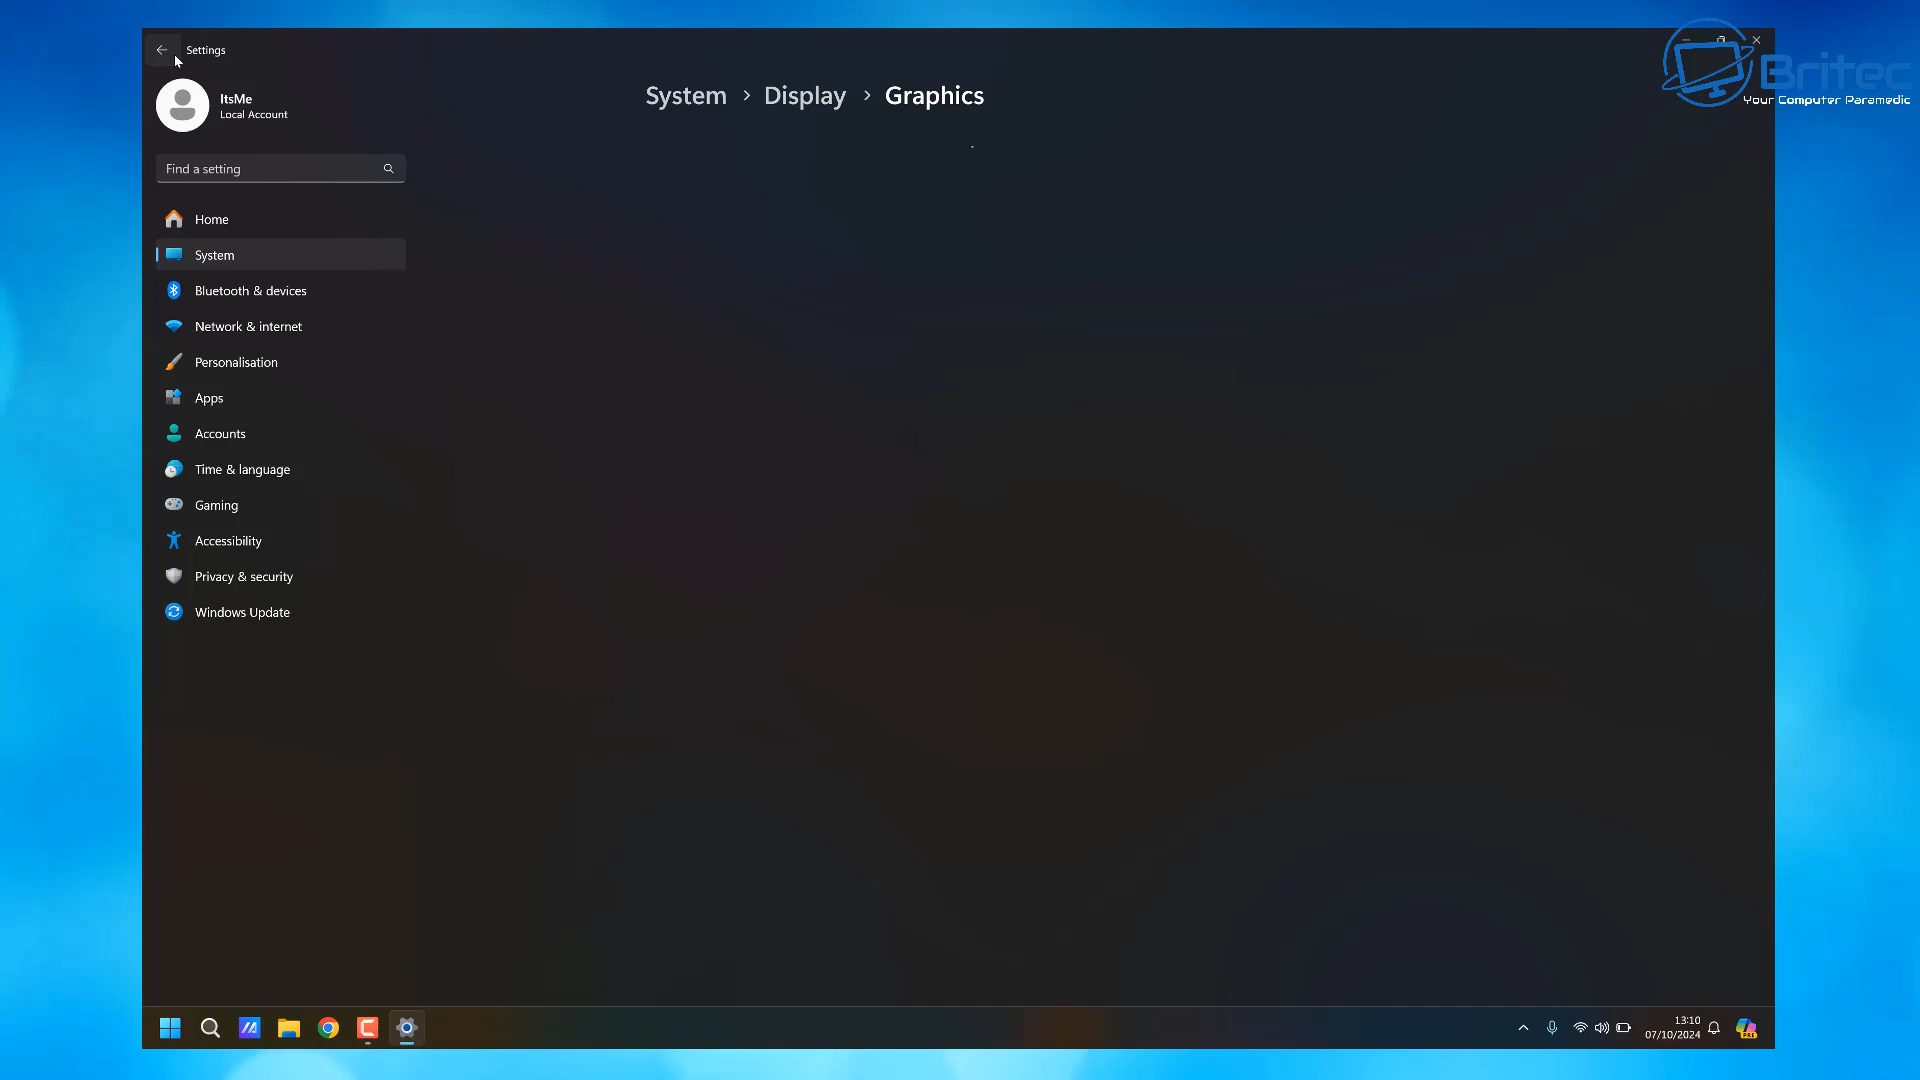 Settings
ItsMe
Local Account
Find a setting
Home
System
Bluetooth & devices
Network & internet
Personalisation
Apps
Accounts
Time & language
Gaming
Accessibility
Privacy & security
Windows Update
System > Display > Graphics
Britec
Your Computer Paramedic
13:10
07/10/2024
PRE